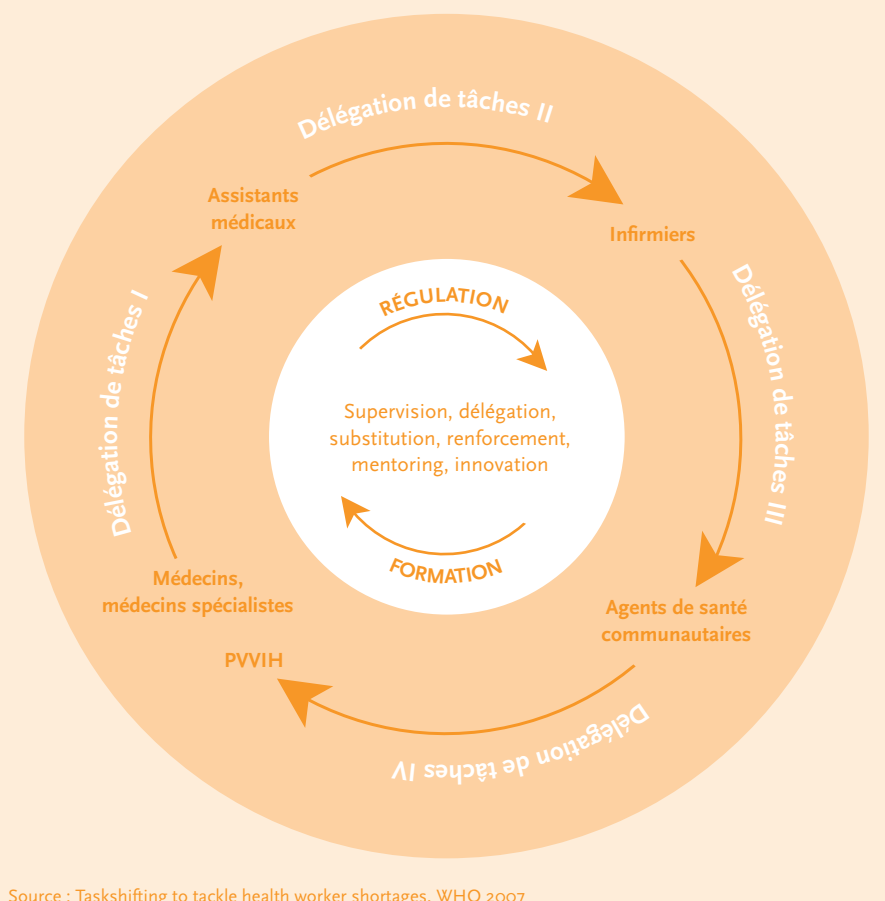 Délégation de tâches II
Assistants
médicaux
Infirmiers
Délégation de tâches I
Délégation de tâches III
RÉGULATION
Supervision, délégation,
substitution, renforcement,
mentoring, innovation
FORMATION
Médecins,
médecins spécialistes
Agents de santé
communautaires
PVVIH
Délégation de tâches IV
Source : Taskshifting to tackle health worker shortages, WHO 2007